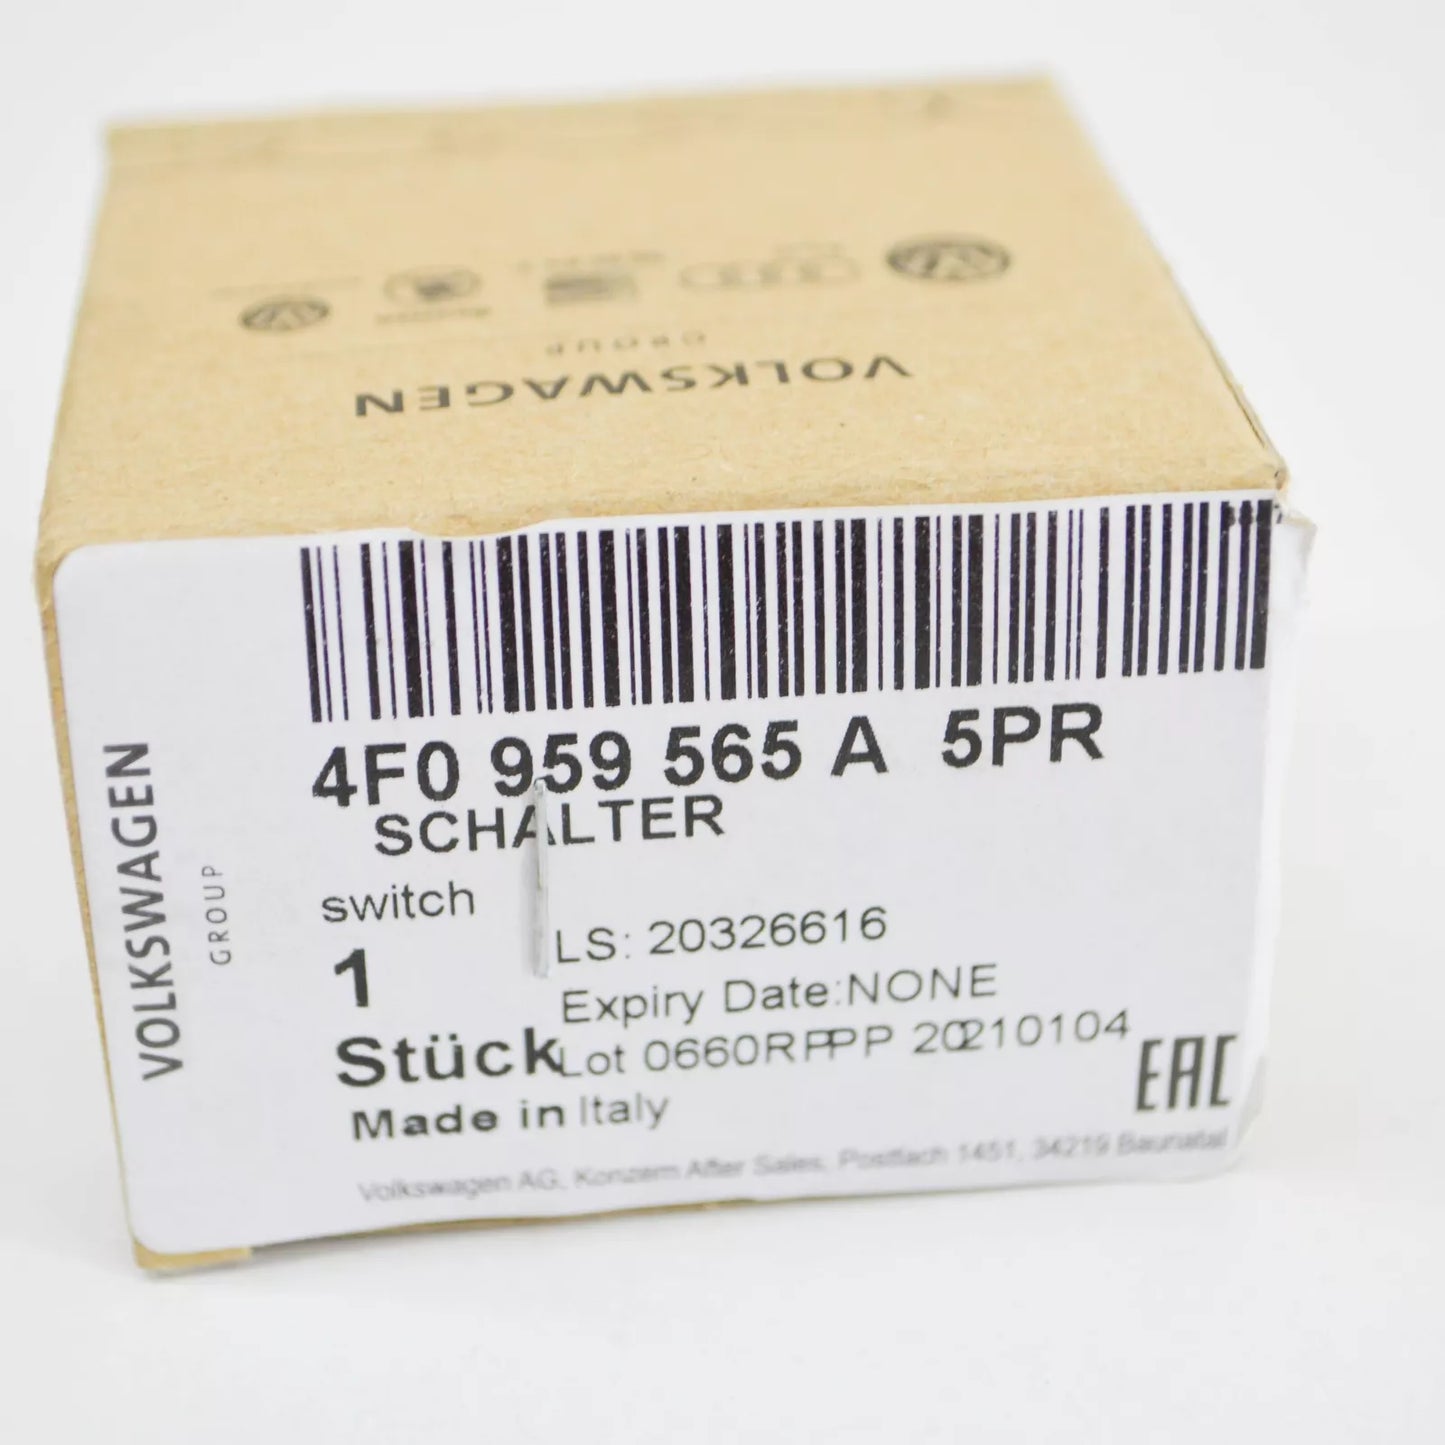 VOLKSWAGEN
GROUP
4F0 959 565 A 5PR
SCHALTER
switch
1
LS: 20326616
Expiry Date:NONE
Stück
Lot 0660RPPP 20210104
Made in Italy
EAC
Volkswagen AG, Konzern After Sales, Postfach 1451, 34219 Baunatal
VOLKSWAGEN
GROUP